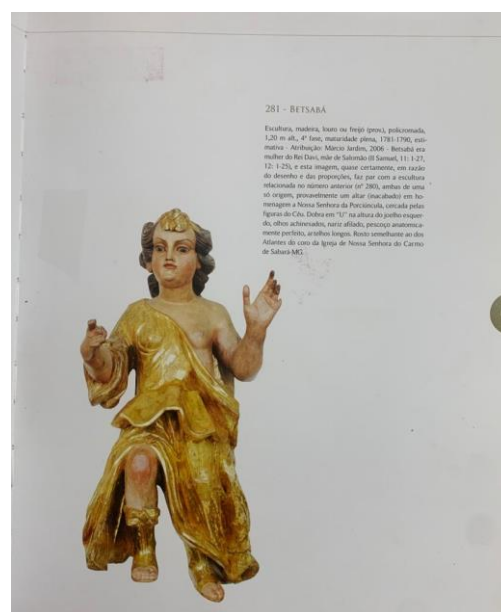 281 - BETSABÁ
Escultura, madeira, louro ou freijó (prov.), policromada,
1,20 m alt., 4ª fase, maturidade plena, 1781-1790, esti-
mativa - Atribuição: Márcio Jardim, 2006 - Betsabá era
mulher do Rei Davi, mãe de Salomão (II Samuel, 11: 1-27,
12: 1-25), e esta imagem, quase certamente, em razão
do desenho e das proporções, faz par com a escultura
relacionada no número anterior (nº 280), ambas de uma
só origem, provavelmente um altar (inacabado) em ho-
menagem a Nossa Senhora da Porciúncula, cercada pelas
figuras do Céu. Dobra em "U" na altura do joelho esquer-
do, olhos achinesados, nariz afilado, pescoço anatomica-
mente perfeito, artelhos longos. Rosto semelhante ao dos
Atlantes do coro da Igreja de Nossa Senhora do Carmo
de Sabará-MG.